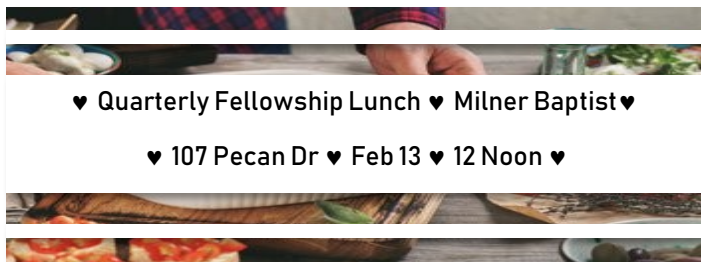 ♥ Quarterly Fellowship Lunch ♥ Milner Baptist♥
♥ 107 Pecan Dr ♥ Feb 13 ♥ 12 Noon ♥